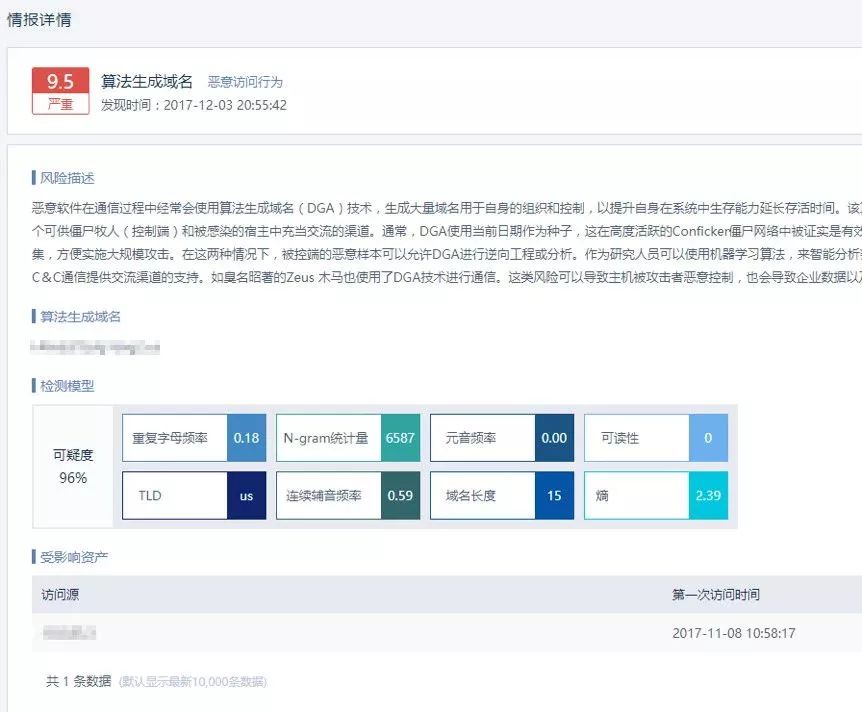 情报详情
9.5
严重
算法生成域名 恶意访问行为
发现时间：2017-12-03 20:55:42
风险描述
恶意软件在通信过程中经常会使用算法生成域名（DGA）技术，生成大量域名用于自身的组织和控制，以提升自身在系统中生存能力延长存活时间。该
个可供僵尸牧人（控制端）和被感染的宿主中充当交流的渠道。通常，DGA使用当前日期作为种子，这在高度活跃的Conficker僵尸网络中被证实是有效
集，方便实施大规模攻击。在这两种情况下，被控端的恶意样本可以允许DGA进行逆向工程或分析。作为研究人员可以使用机器学习算法，来智能分析
C&C通信提供交流渠道的支持。如臭名昭著的Zeus 木马也使用了DGA技术进行通信。这类风险可以导致主机被攻击者恶意控制，也会导致企业数据以
算法生成域名
检测模型
可疑度
96%
重复字母频率 0.18 N-gram统计量 6587 元音频率 0.00 可读性 0
TLD us 连续辅音频率 0.59 域名长度 15 熵 2.39
受影响资产
访问源 第一次访问时间
2017-11-08 10:58:17
共 1 条数据 (默认显示最新10,000条数据)